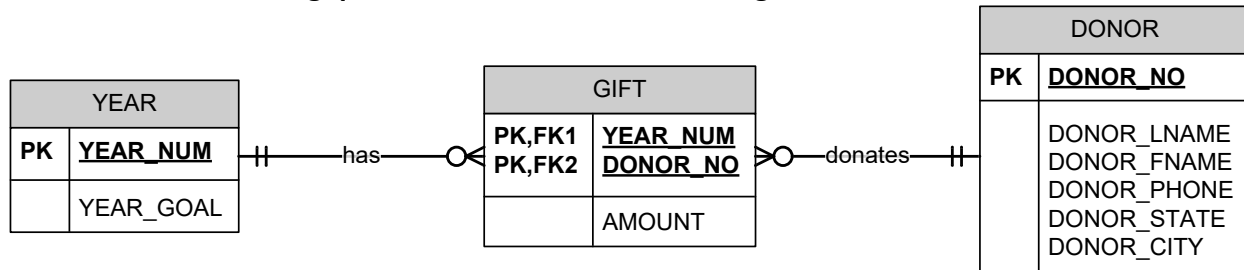 YEAR
PK YEAR_NUM
YEAR_GOAL
has
GIFT
PK,FK1 YEAR_NUM
PK,FK2 DONOR_NO
AMOUNT
donates
DONOR
PK DONOR_NO
DONOR_LNAME
DONOR_FNAME
DONOR_PHONE
DONOR_STATE
DONOR_CITY